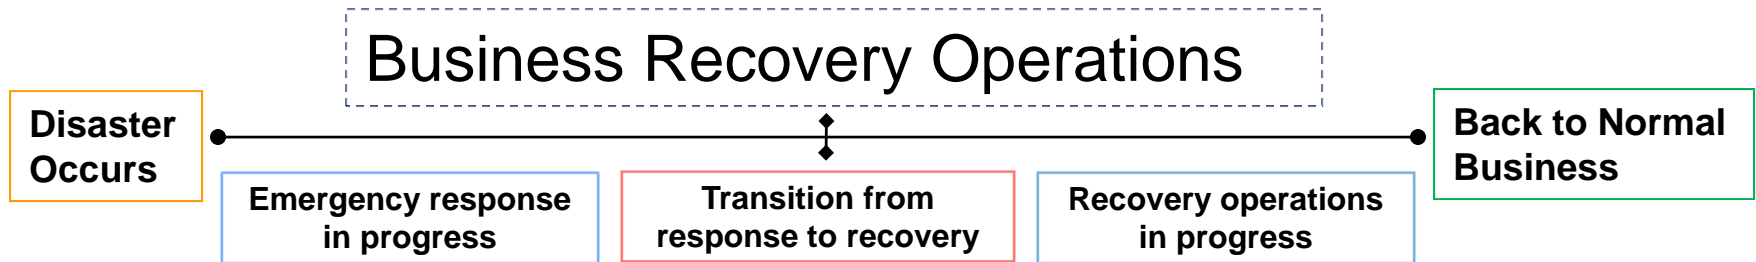 Business Recovery Operations
Disaster
Occurs
Back to Normal
Business
Emergency response
in progress
Transition from
response to recovery
Recovery operations
in progress